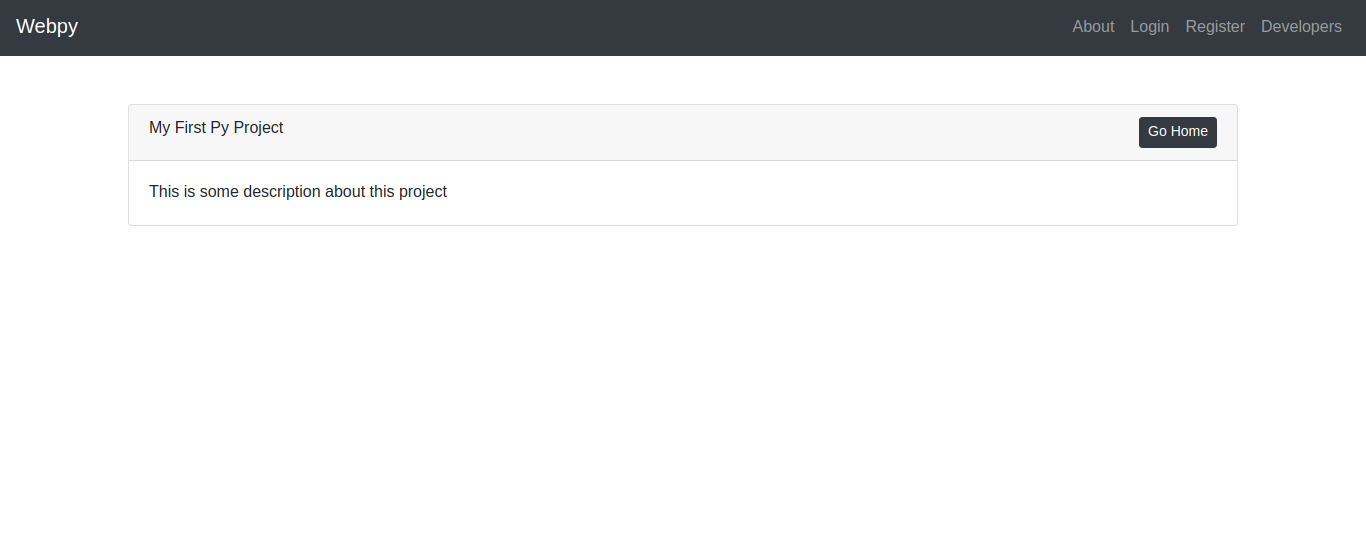 Webpy About Login Register Developers
My First Py Project Go Home
This is some description about this project